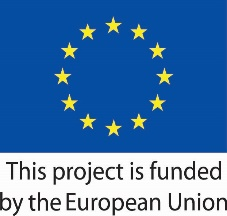 This project is funded
by the European Union